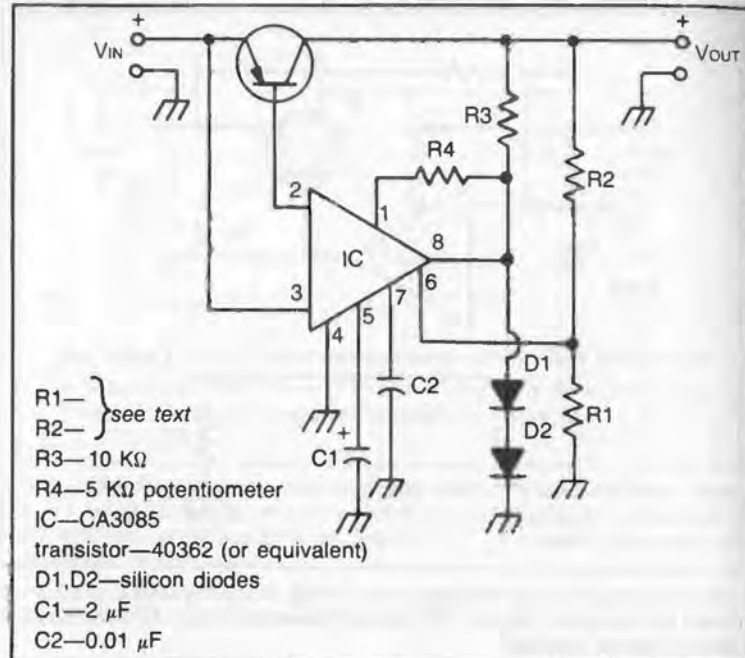 +
+
VIN
VOUT
R3
R4
R2
2
1
8
IC
3
6
7
5
4
D1
C2
D2
R1
+
C1
R1—
R2—
see text
R3—10 KΩ
R4—5 KΩ potentiometer
IC—CA3085
transistor—40362 (or equivalent)
D1,D2—silicon diodes
C1—2 μF
C2—0.01 μF